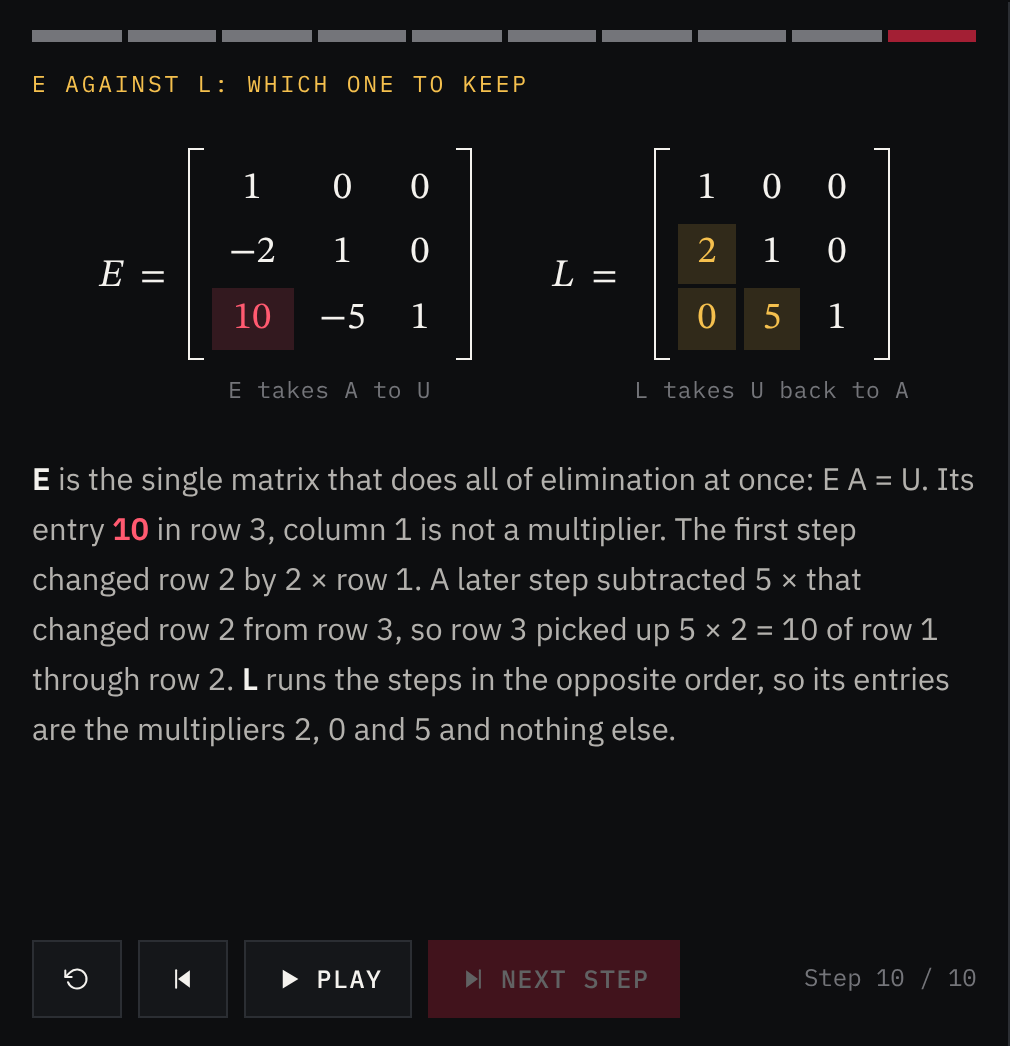 E AGAINST L: WHICH ONE TO KEEP
E = [ 1 0 0
−2 1 0
10 −5 1 ]
L = [ 1 0 0
2 1 0
0 5 1 ]
E takes A to U
L takes U back to A
E is the single matrix that does all of elimination at once: E A = U. Its
entry 10 in row 3, column 1 is not a multiplier. The first step
changed row 2 by 2 × row 1. A later step subtracted 5 × that
changed row 2 from row 3, so row 3 picked up 5 × 2 = 10 of row 1
through row 2. L runs the steps in the opposite order, so its entries
are the multipliers 2, 0 and 5 and nothing else.
PLAY
NEXT STEP
Step 10 / 10